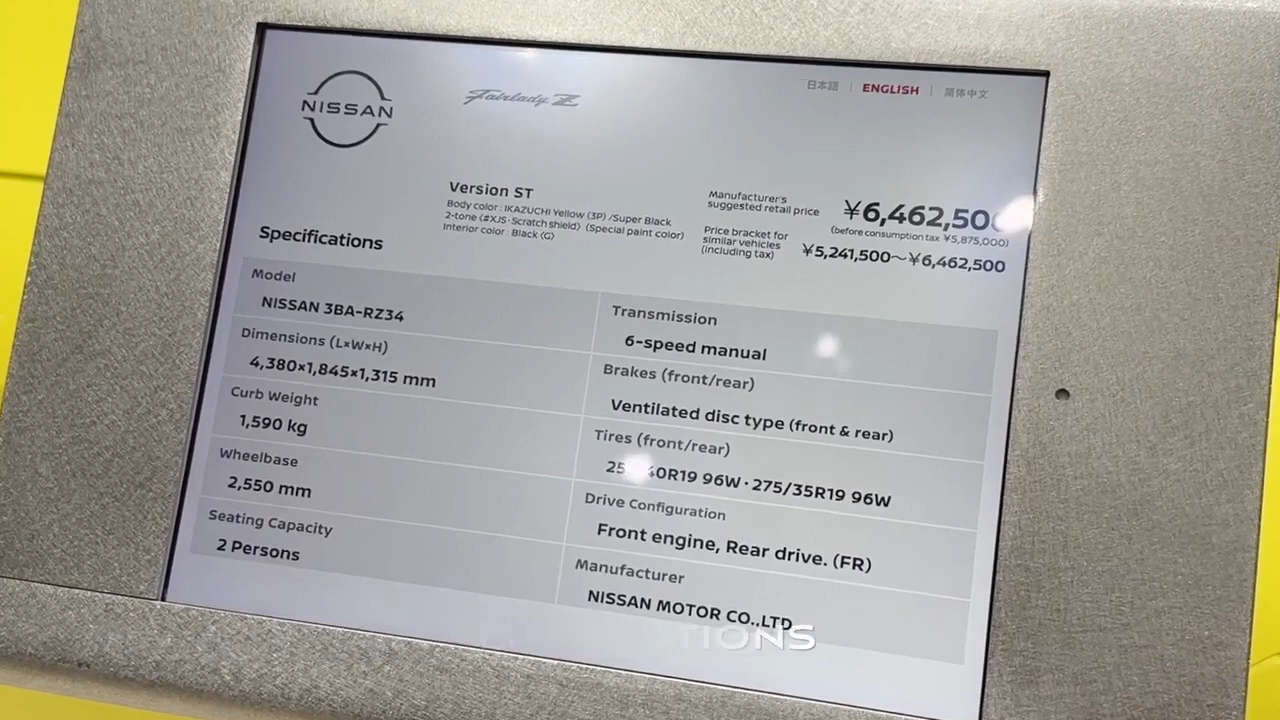 NISSAN
Fairlady Z
日本語 | ENGLISH | 简体中文
Version ST
Body color : IKAZUCHI Yellow (3P) /Super Black
2-tone (#XJS·Scratch shield) (Special paint color)
Interior color : Black (G)
Manufacturer's
suggested retail price
¥6,462,500
(before consumption tax ¥5,875,000)
Price bracket for
similar vehicles
(including tax)
¥5,241,500～¥6,462,500
Specifications
Model
NISSAN 3BA-RZ34
Dimensions (L×W×H)
4,380×1,845×1,315 mm
Curb Weight
1,590 kg
Wheelbase
2,550 mm
Seating Capacity
2 Persons
Transmission
6-speed manual
Brakes (front/rear)
Ventilated disc type (front & rear)
Tires (front/rear)
96W · 275/35R19 96W
Drive Configuration
Front engine, Rear drive. (FR)
Manufacturer
NISSAN MOTOR CO.,LTD